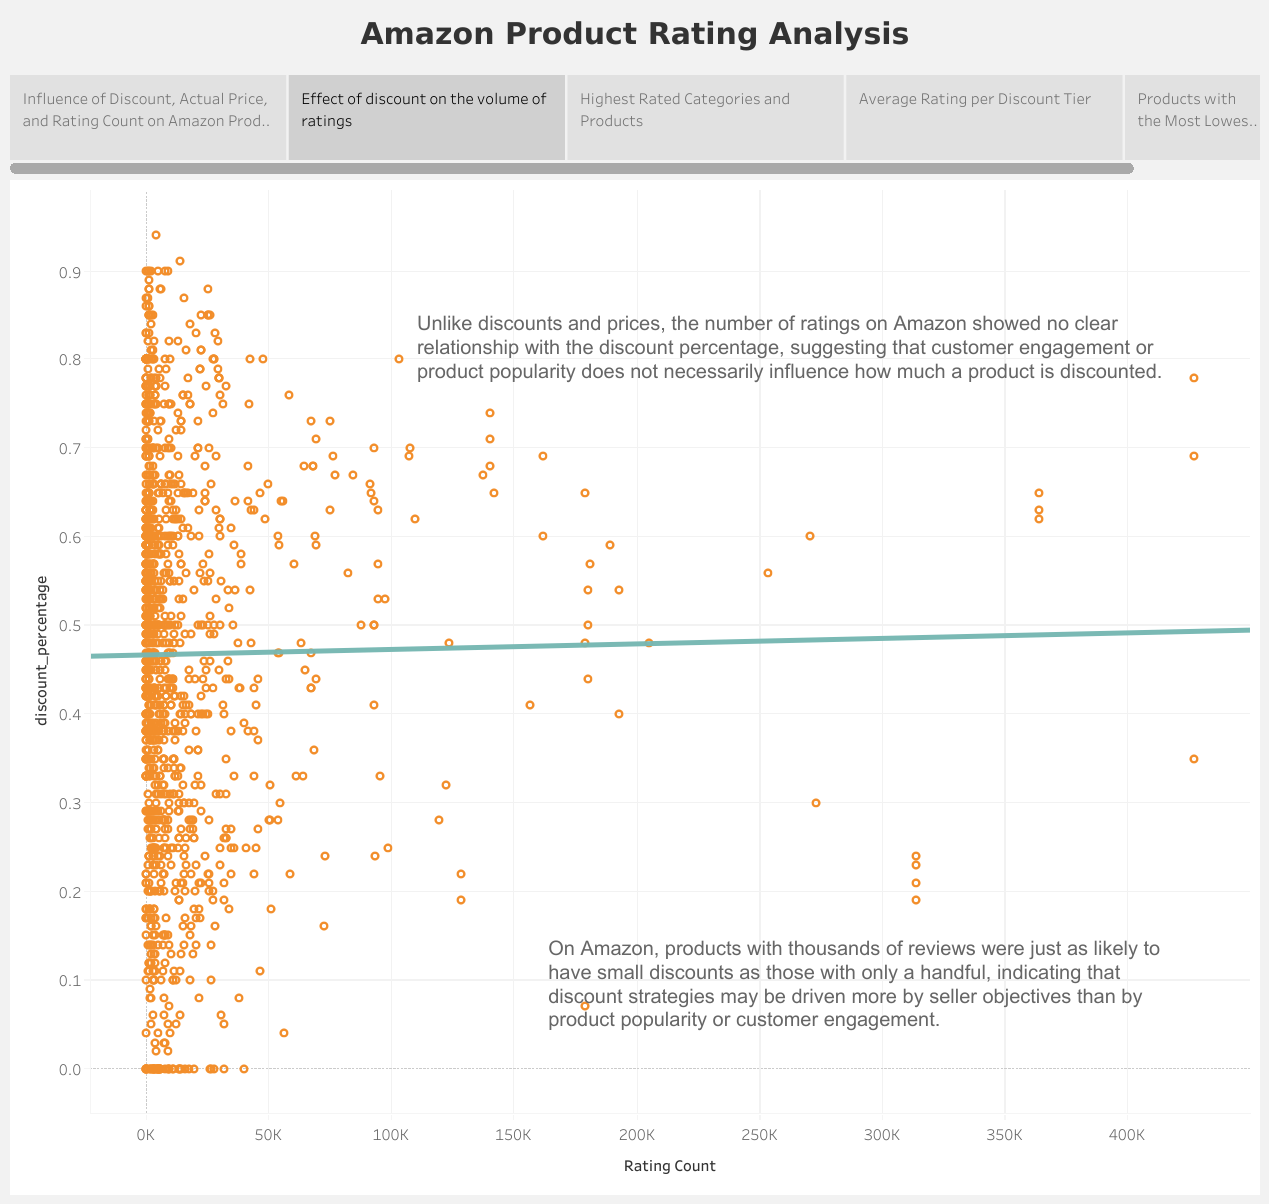 Amazon Product Rating Analysis
Influence of Discount, Actual Price,
and Rating Count on Amazon Prod..
Effect of discount on the volume of
ratings
Highest Rated Categories and
Products
Average Rating per Discount Tier
Products with
the Most Lowes..
Unlike discounts and prices, the number of ratings on Amazon showed no clear
relationship with the discount percentage, suggesting that customer engagement or
product popularity does not necessarily influence how much a product is discounted.
On Amazon, products with thousands of reviews were just as likely to
have small discounts as those with only a handful, indicating that
discount strategies may be driven more by seller objectives than by
product popularity or customer engagement.
discount_percentage
0.9
0.8
0.7
0.6
0.5
0.4
0.3
0.2
0.1
0.0
0K
50K
100K
150K
200K
250K
300K
350K
400K
Rating Count